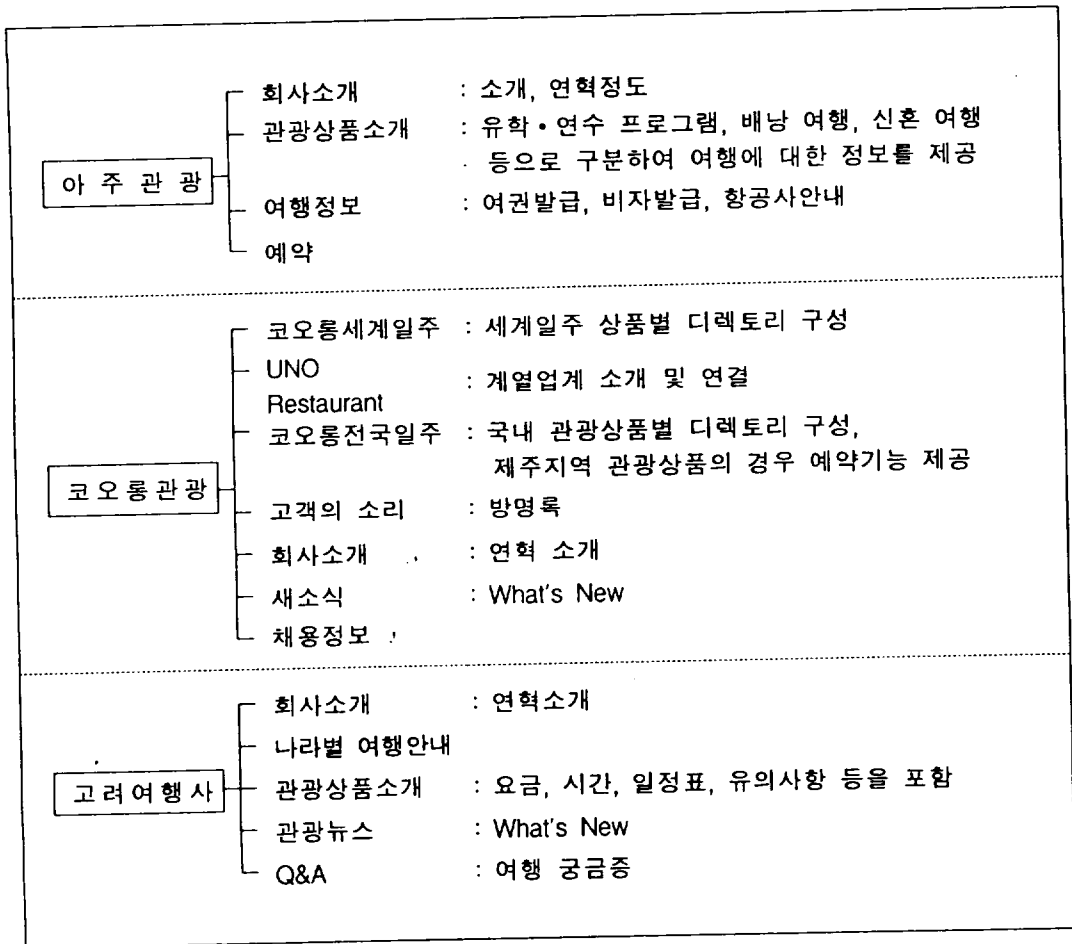 아주관광
회사소개 : 소개, 연혁정도
관광상품소개 : 유학•연수 프로그램, 배낭 여행, 신혼 여행
등으로 구분하여 여행에 대한 정보를 제공
여행정보 : 여권발급, 비자발급, 항공사안내
예약
코오롱관광
코오롱세계일주 : 세계일주 상품별 디렉토리 구성
UNO
Restaurant : 계열업계 소개 및 연결
코오롱전국일주 : 국내 관광상품별 디렉토리 구성,
제주지역 관광상품의 경우 예약기능 제공
고객의 소리 : 방명록
회사소개 : 연혁 소개
새소식 : What's New
채용정보
고려여행사
회사소개 : 연혁소개
나라별 여행안내
관광상품소개 : 요금, 시간, 일정표, 유의사항 등을 포함
관광뉴스 : What's New
Q&A : 여행 궁금증